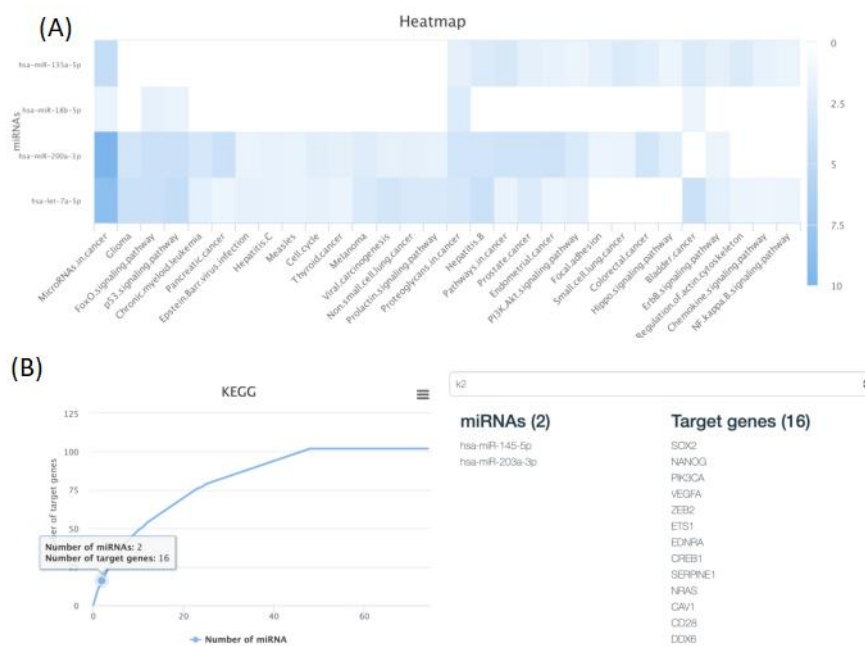 (A)
Heatmap
miRNAs
hsa-miR-135a-5p
hsa-miR-18b-5p
hsa-miR-200a-3p
hsa-let-7a-5p
0
2.5
5
7.5
10
MicroRNAs.in.cancer
Glioma
FoxO.signaling.pathway
p53.signaling.pathway
Chronic.myeloid.leukemia
Pancreatic.cancer
Epstein.Barr.virus.infection
Hepatitis.C
Measles
Cell.cycle
Thyroid.cancer
Melanoma
Viral.carcinogenesis
Non.small.cell.lung.cancer
Prolactin.signaling.pathway
Proteoglycans.in.cancer
Hepatitis.B
Pathways.in.cancer
Prostate.cancer
Endometrial.cancer
PI3K.Akt.signaling.pathway
Focal.adhesion
Small.cell.lung.cancer
Colorectal.cancer
Hippo.signaling.pathway
Bladder.cancer
ErbB.signaling.pathway
Regulation.of.actin.cytoskeleton
Chemokine.signaling.pathway
NF.kappa.B.signaling.pathway
(B)
KEGG
125
100
75
50
25
0
of target genes
Number of miRNAs: 2
Number of target genes: 16
0
20
40
60
Number of miRNA
k2
miRNAs (2)
hsa-miR-145-5p
hsa-miR-203a-3p
Target genes (16)
SOX2
NANOG
PIK3CA
VEGFA
ZEB2
ETS1
EDNRA
CREB1
SERPINE1
NRAS
CAV1
CD28
DDX6